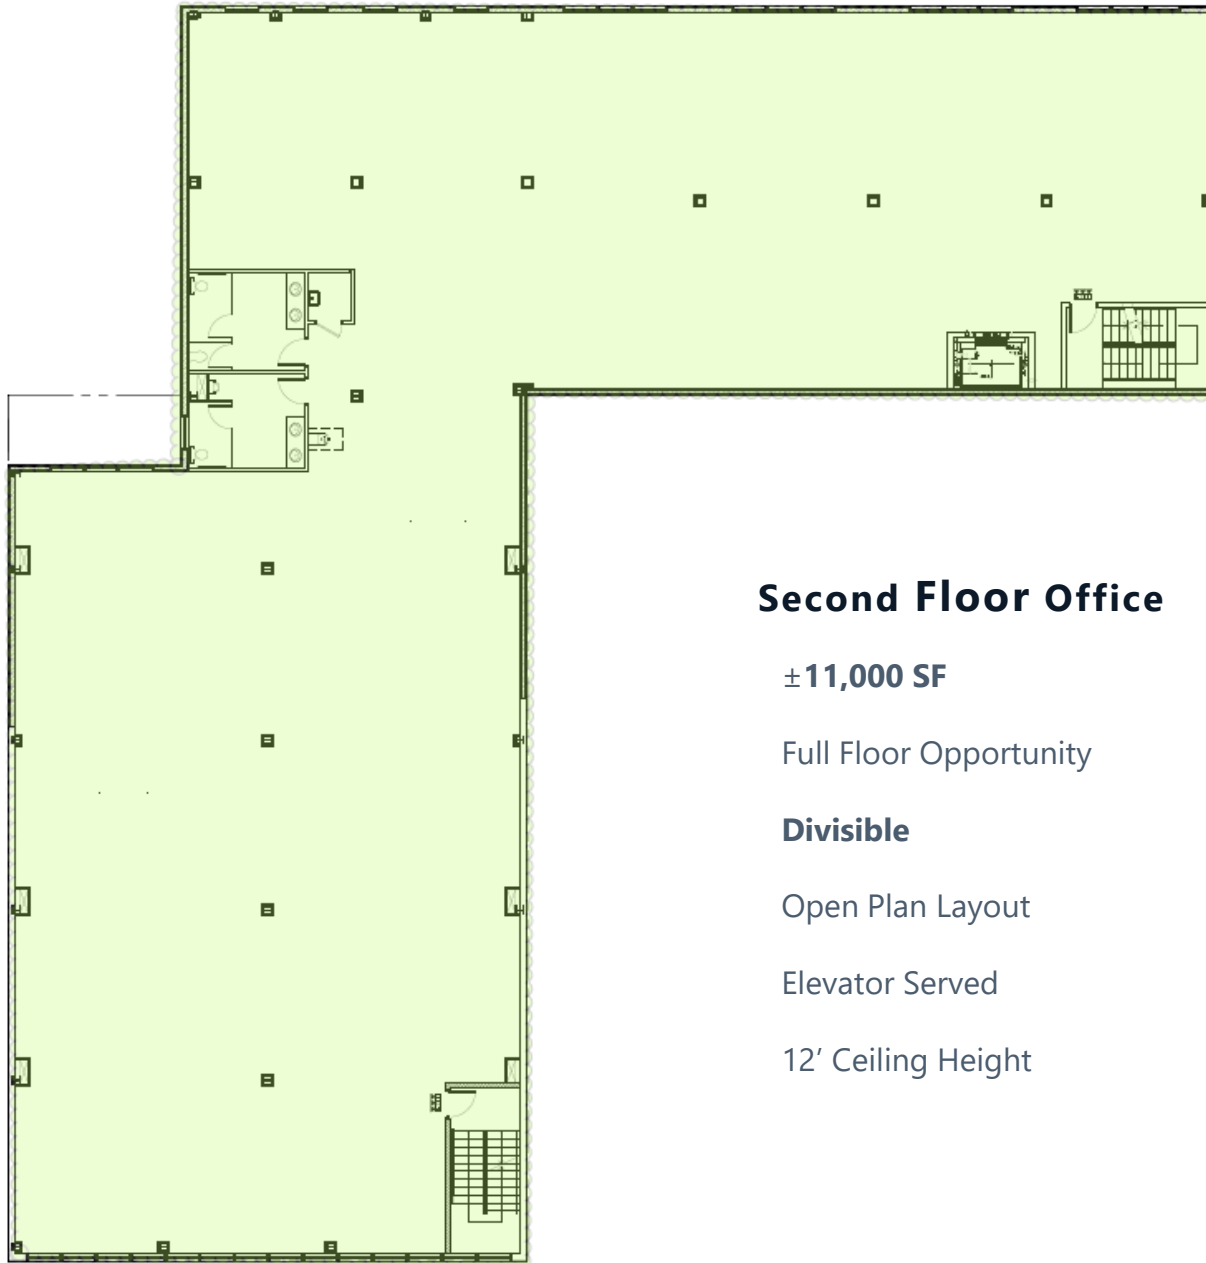 Second Floor Office
±11,000 SF
Full Floor Opportunity
Divisible
Open Plan Layout
Elevator Served
12’ Ceiling Height